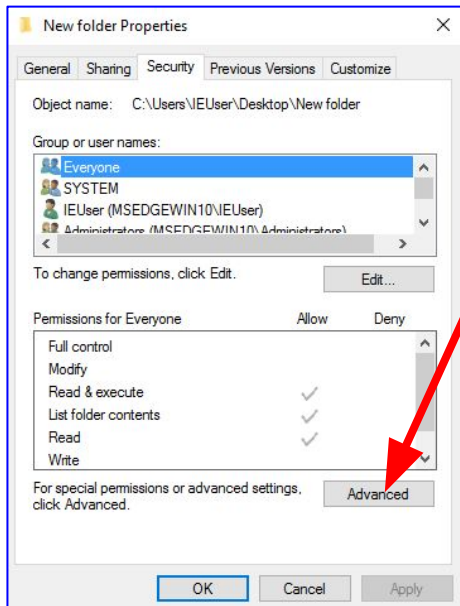 New folder Properties
General Sharing Security Previous Versions Customize
Object name: C:\Users\IEUser\Desktop\New folder
Group or user names:
Everyone
SYSTEM
IEUser (MSEDGEWIN10\IEUser)
Administrators (MSEDGEWIN10\Administrators)
To change permissions, click Edit.
Edit...
Permissions for Everyone Allow Deny
Full control
Modify
Read & execute
List folder contents
Read
Write
For special permissions or advanced settings,
click Advanced.
Advanced
OK Cancel Apply